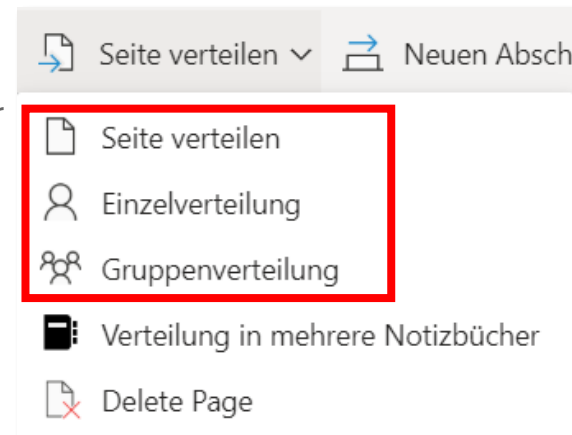 Seite verteilen Neuen Absch
Seite verteilen
Einzelverteilung
Gruppenverteilung
Verteilung in mehrere Notizbücher
Delete Page